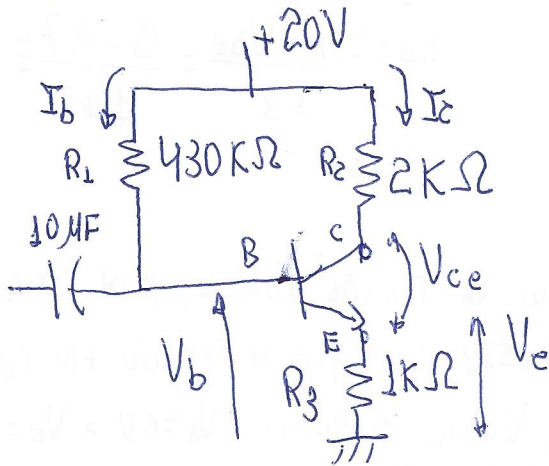 +20V
Ib
Ic
R1 430KΩ
R2 2KΩ
10µF
B
C
Vce
Vb
E
R3 1KΩ
Ve